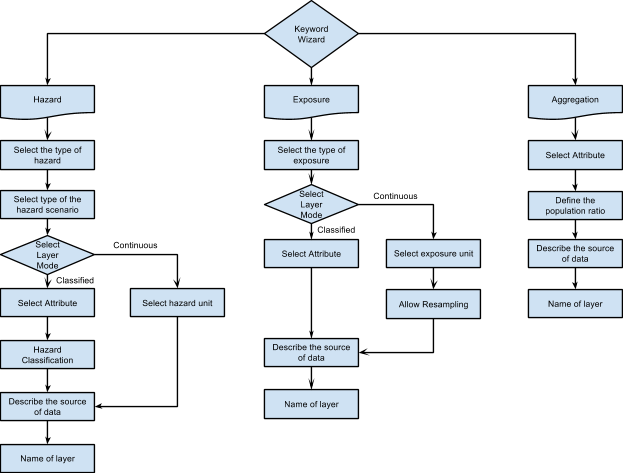 Keyword
Wizard
Hazard
Select the type of
hazard
Select type of the
hazard scenario
Select
Layer
Mode
Continuous
Classified
Select Attribute
Select hazard unit
Hazard
Classification
Describe the source
of data
Name of layer
Exposure
Select the type of
exposure
Select
Layer
Mode
Continuous
Classified
Select Attribute
Select exposure unit
Allow Resampling
Describe the source
of data
Name of layer
Aggregation
Select Attribute
Define the
population ratio
Describe the source
of data
Name of layer